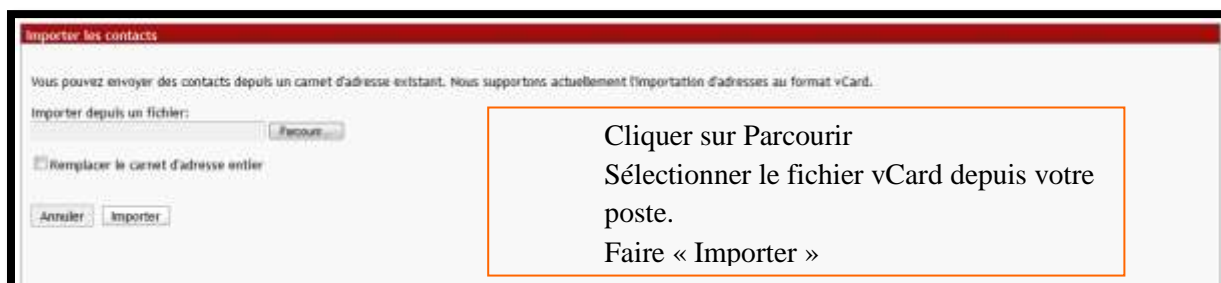 Importer les contacts
Vous pouvez envoyer des contacts depuis un carnet d'adresse existant. Nous supportons actuellement l'importation d'adresses au format vCard.
Importer depuis un fichier:
Parcourir...
Remplacer le carnet d'adresse entier
Annuler Importer
Cliquer sur Parcourir
Sélectionner le fichier vCard depuis votre
poste.
Faire « Importer »